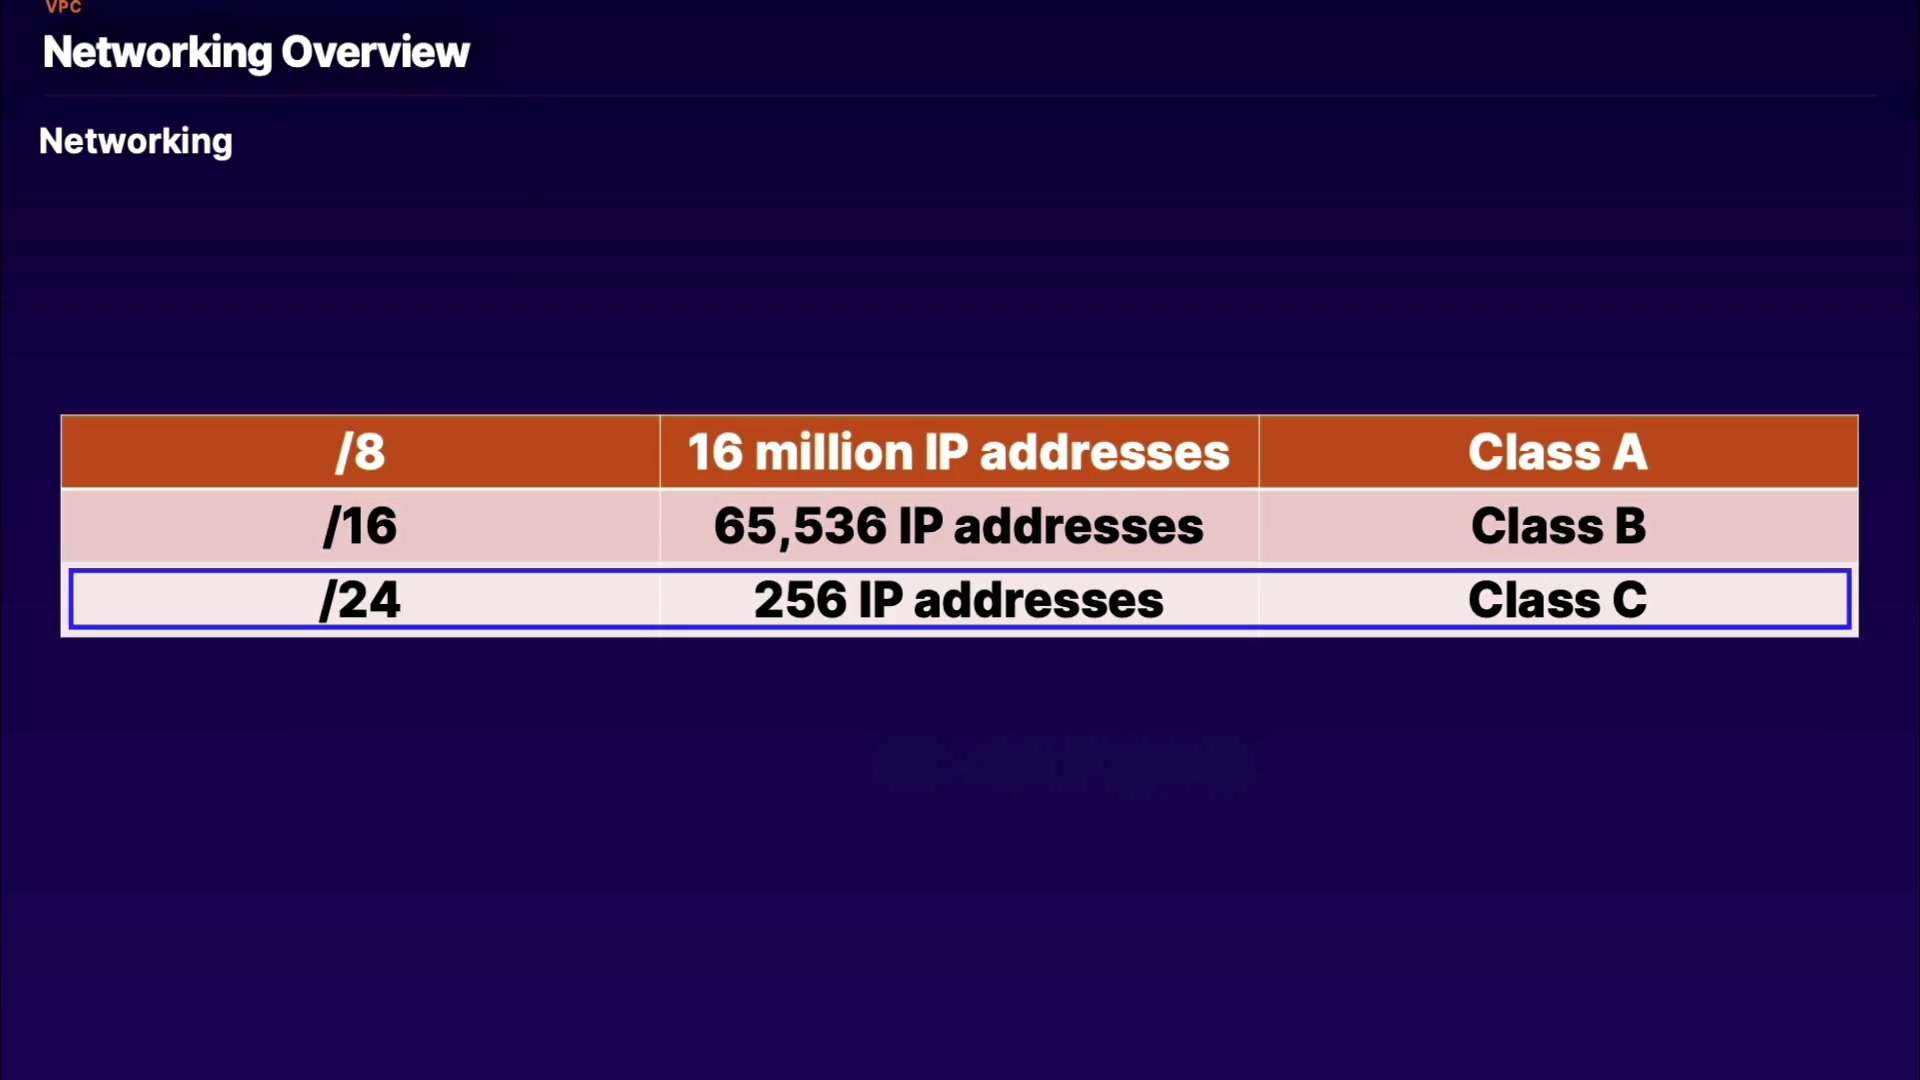 VPC
Networking Overview
Networking
/8 16 million IP addresses Class A
/16 65,536 IP addresses Class B
/24 256 IP addresses Class C